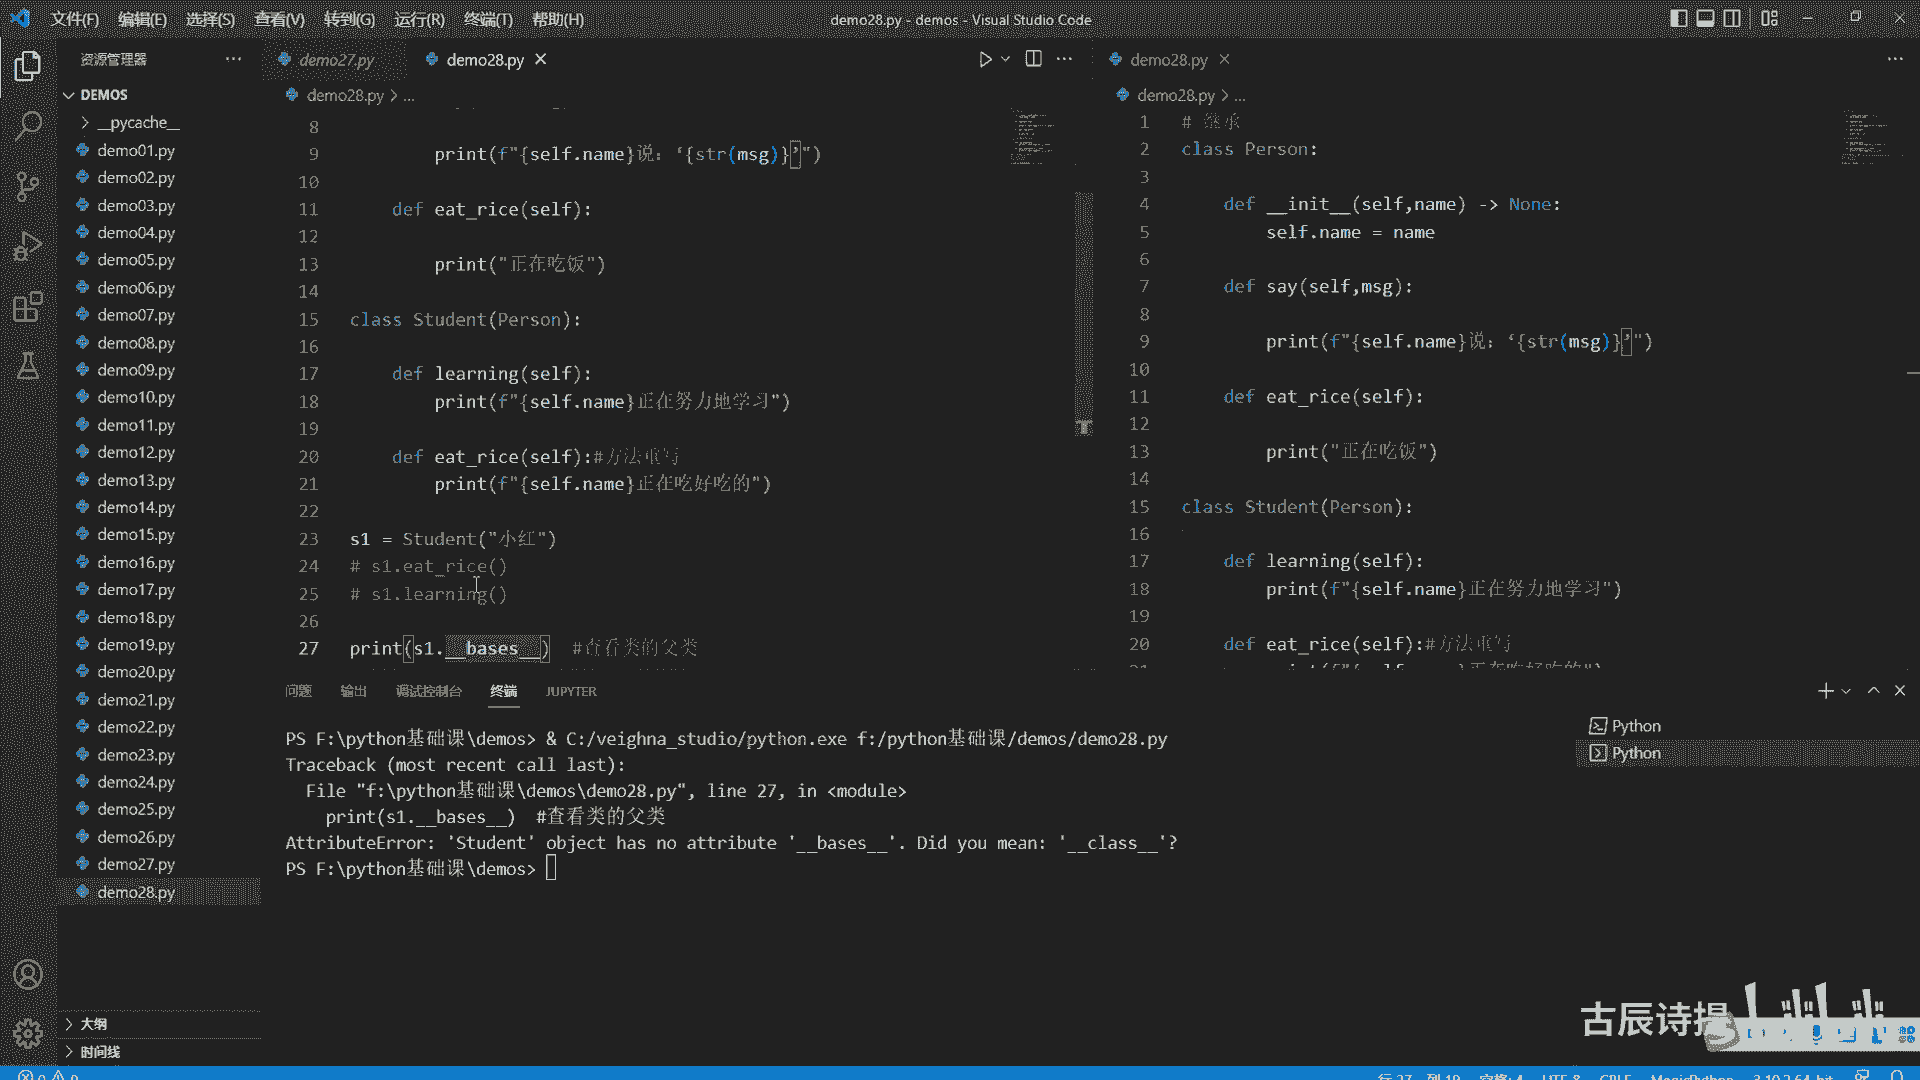 文件(F) 编辑(E) 选择(S) 查看(V) 转到(G) 运行(R) 终端(T) 帮助(H)
demo28.py - demos - Visual Studio Code
资源管理器
DEMOS
__pycache__
demo01.py
demo02.py
demo03.py
demo04.py
demo05.py
demo06.py
demo07.py
demo08.py
demo09.py
demo10.py
demo11.py
demo12.py
demo13.py
demo14.py
demo15.py
demo16.py
demo17.py
demo18.py
demo19.py
demo20.py
demo21.py
demo22.py
demo23.py
demo24.py
demo25.py
demo26.py
demo27.py
demo28.py
大纲
时间线
demo27.py demo28.py
demo28.py > ...
8
9 print(f"{self.name}说：‘{str(msg)}’")
10
11 def eat_rice(self):
12
13 print("正在吃饭")
14
15 class Student(Person):
16
17 def learning(self):
18 print(f"{self.name}正在努力地学习")
19
20 def eat_rice(self):#方法重写
21 print(f"{self.name}正在吃好吃的")
22
23 s1 = Student("小红")
24 # s1.eat_rice()
25 # s1.learning()
26
27 print(s1.__bases__) #查看类的父类
demo28.py
demo28.py > ...
1 # 继承
2 class Person:
3
4 def __init__(self,name) -> None:
5 self.name = name
6
7 def say(self,msg):
8
9 print(f"{self.name}说：‘{str(msg)}’")
10
11 def eat_rice(self):
12
13 print("正在吃饭")
14
15 class Student(Person):
16
17 def learning(self):
18 print(f"{self.name}正在努力地学习")
19
20 def eat_rice(self):#方法重写
问题 输出 调试控制台 终端 JUPYTER
PS F:\python基础课\demos> & C:/veighna_studio/python.exe f:/python基础课/demos/demo28.py
Traceback (most recent call last):
File "f:\python基础课\demos\demo28.py", line 27, in <module>
print(s1.__bases__) #查看类的父类
AttributeError: 'Student' object has no attribute '__bases__'. Did you mean: '__class__'?
PS F:\python基础课\demos>
Python
Python
古辰诗提